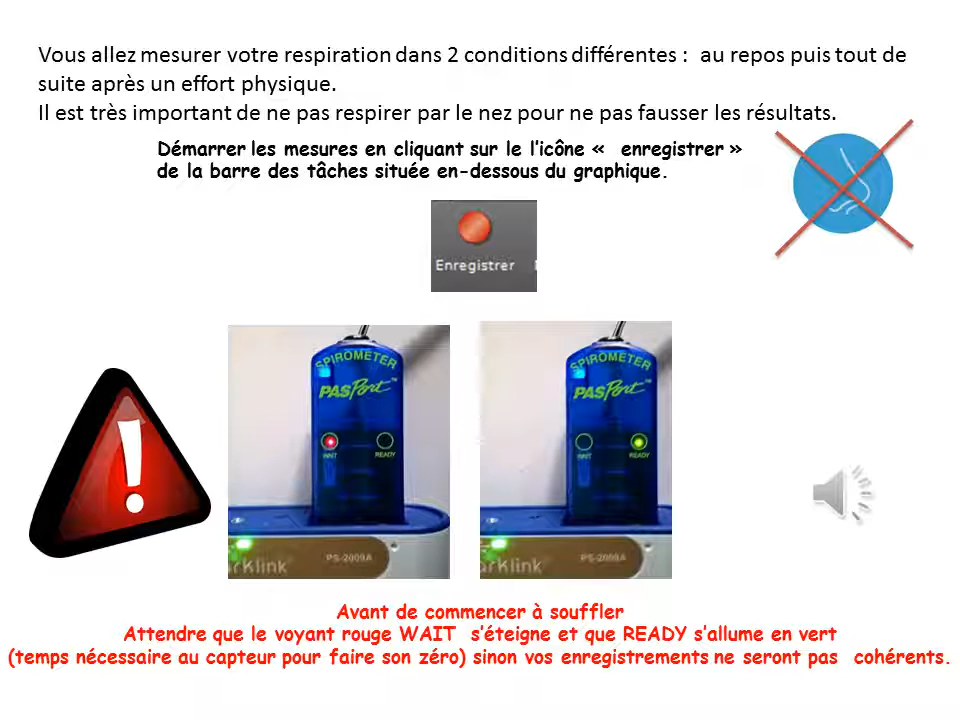 Vous allez mesurer votre respiration dans 2 conditions différentes :  au repos puis tout de
suite après un effort physique.
Il est très important de ne pas respirer par le nez pour ne pas fausser les résultats.
Démarrer les mesures en cliquant sur le l’icône «  enregistrer »
de la barre des tâches située en-dessous du graphique.
Enregistrer
SPIROMETER
PASPort™
WAIT
READY
PS-2009A
arKlink
SPIROMETER
PASPort™
WAIT
READY
PS-2009A
arKlink
Avant de commencer à souffler
Attendre que le voyant rouge WAIT  s’éteigne et que READY s’allume en vert
(temps nécessaire au capteur pour faire son zéro) sinon vos enregistrements ne seront pas  cohérents.